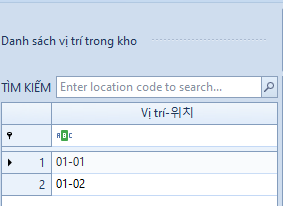 Danh sách vị trí trong kho
TÌM KIẾM Enter location code to search...
Vị trí-위치
ABC
1 01-01
2 01-02